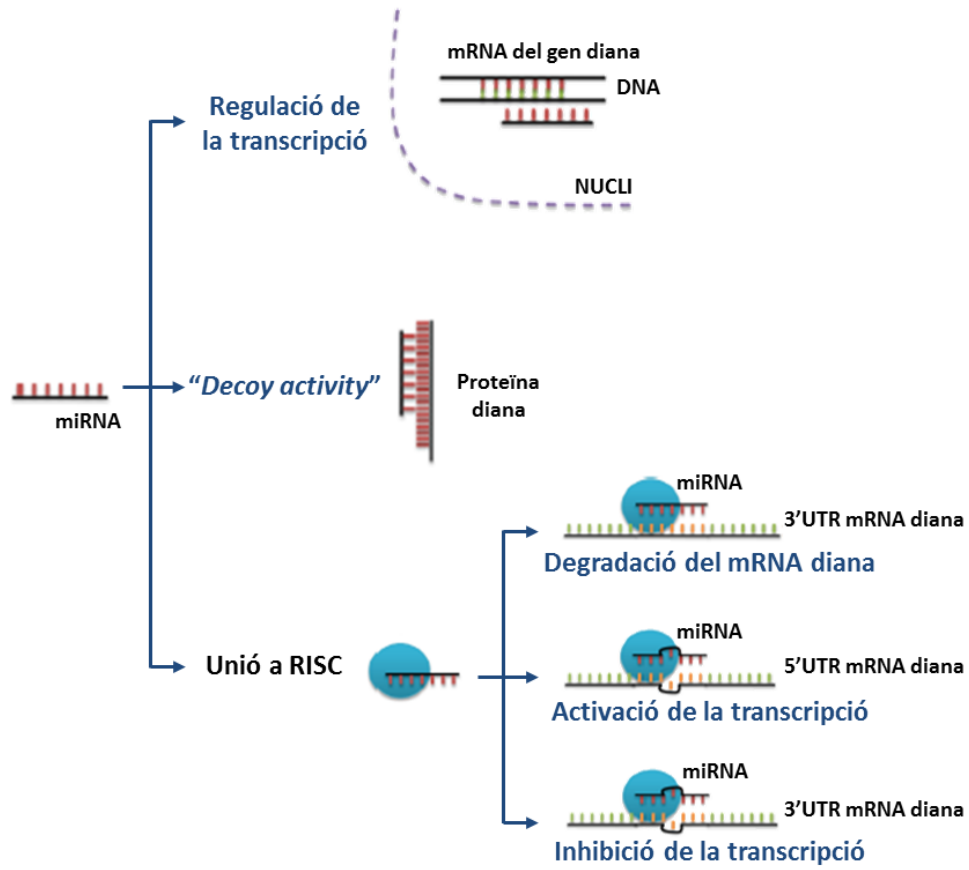 mRNA del gen diana
DNA
Regulació de
la transcripció
NUCLI
miRNA
“Decoy activity”
Proteïna
diana
miRNA
3’UTR mRNA diana
Degradació del mRNA diana
Unió a RISC
miRNA
5’UTR mRNA diana
Activació de la transcripció
miRNA
3’UTR mRNA diana
Inhibició de la transcripció